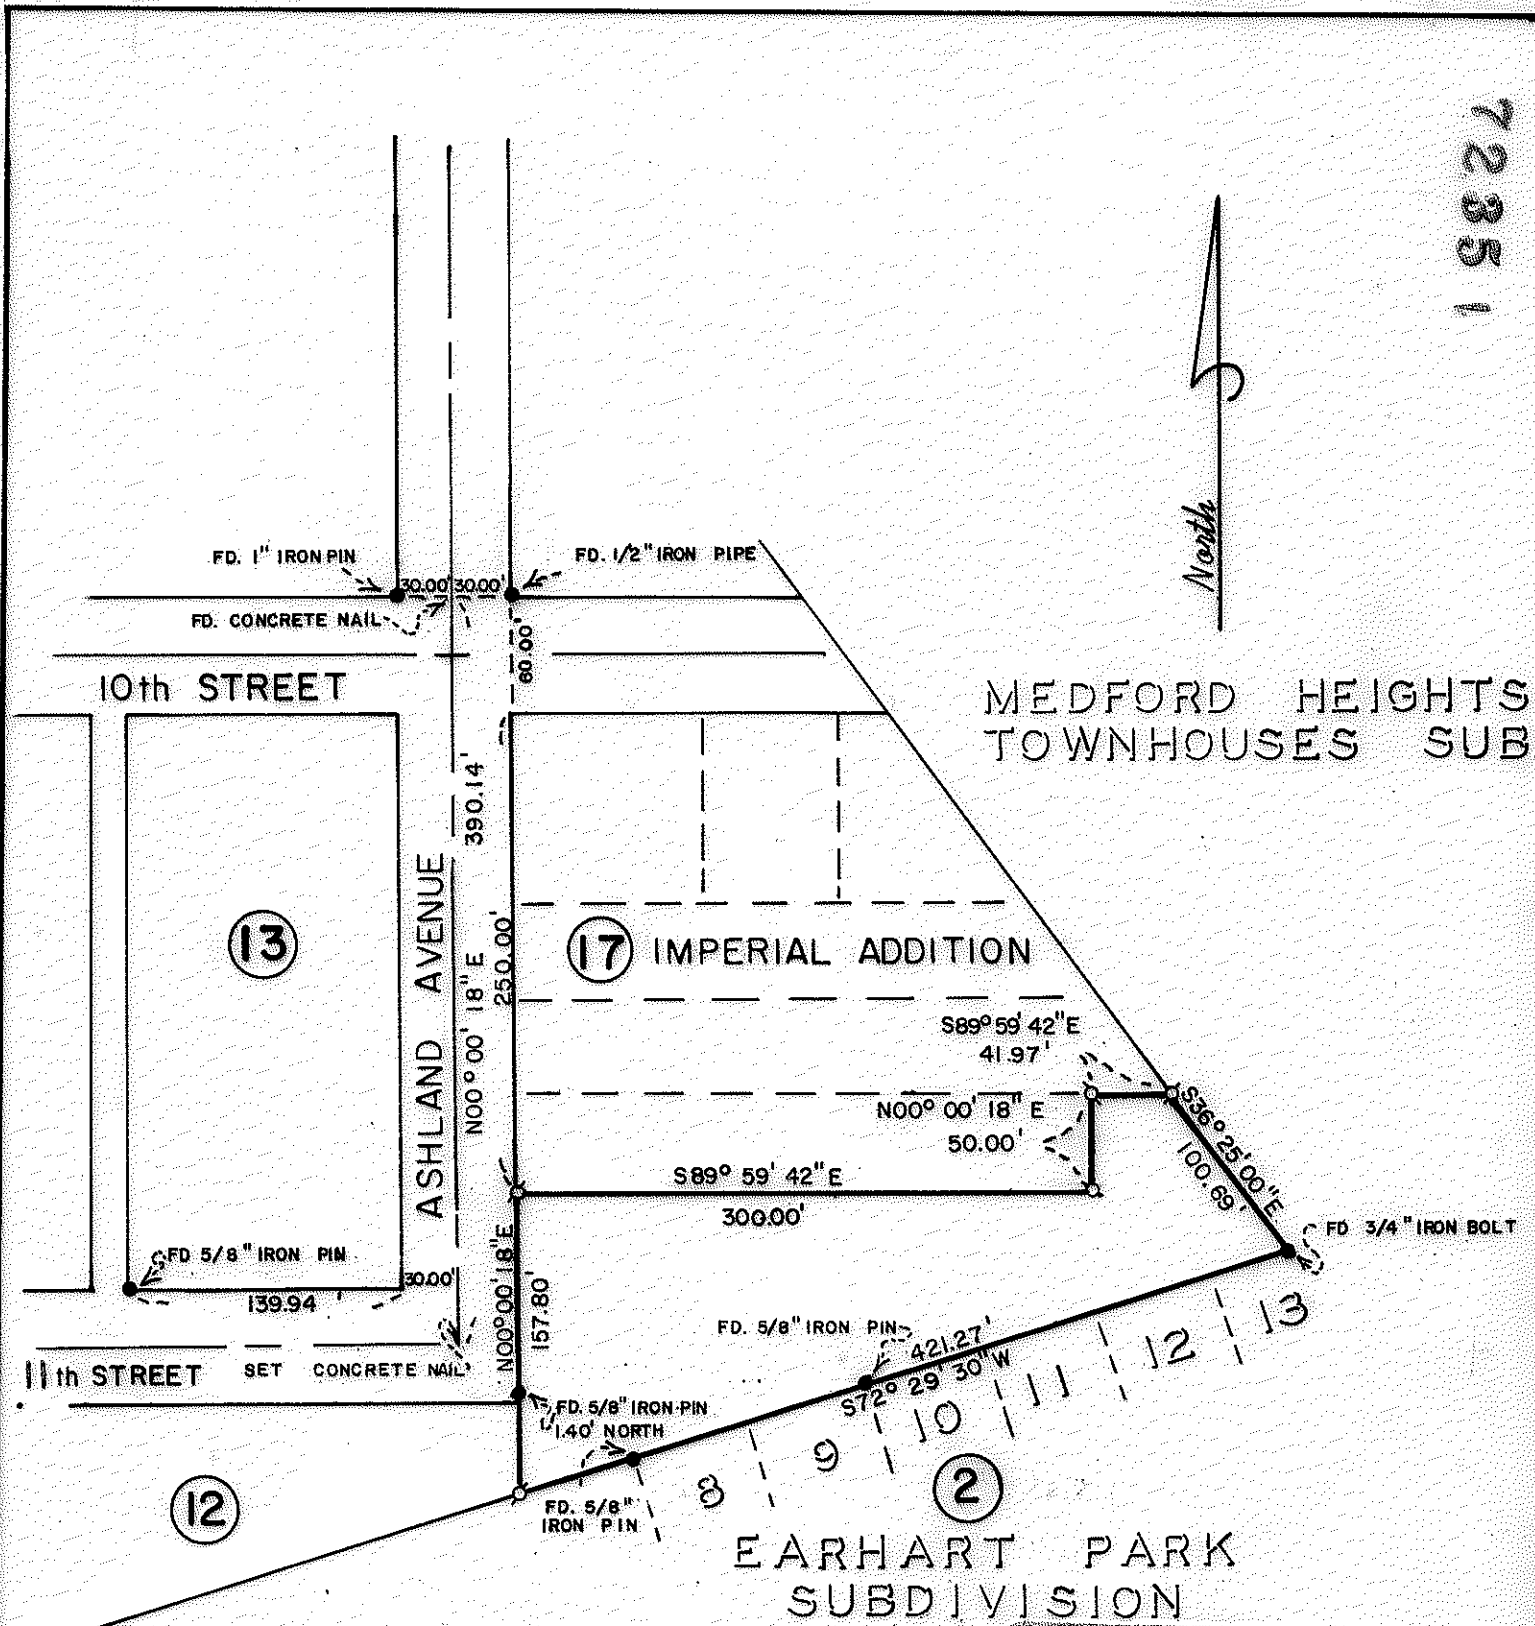 72351
FD. 1" IRON PIN
FD. 1/2" IRON PIPE
30.00' 30.00'
FD. CONCRETE NAIL
60.00'
North
10th STREET
MEDFORD HEIGHTS
TOWNHOUSES SUB
390.14'
ASHLAND AVENUE
N00° 00' 18" E
250.00'
13
17 IMPERIAL ADDITION
S89° 59' 42" E
41.97'
N00° 00' 18" E
50.00'
S36° 25' 00" E
100.69'
S89° 59' 42" E
300.00'
FD 3/4" IRON BOLT
FD 5/8" IRON PIN
30.00'
139.94'
N00° 00' 18" E
157.80'
FD. 5/8" IRON PIN
421.27'
S72° 29' 30" W
11th STREET SET CONCRETE NAIL
FD. 5/8" IRON PIN
1.40' NORTH
FD. 5/8"
IRON PIN
8 9 10 11 12 13
12
2
EARHART PARK
SUBDIVISION